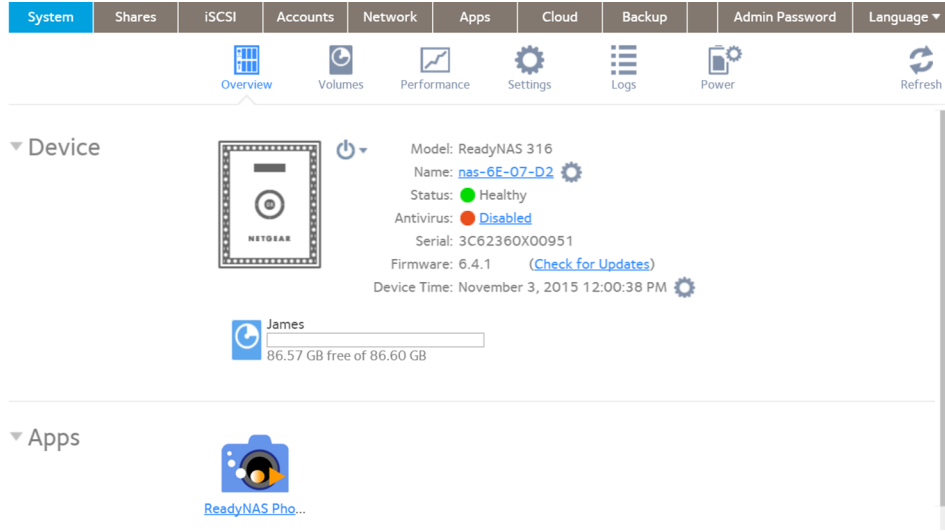 System Shares iSCSI Accounts Network Apps Cloud Backup Admin Password Language
Overview Volumes Performance Settings Logs Power Refresh
Device
NETGEAR
Model: ReadyNAS 316
Name: nas-6E-07-D2
Status: Healthy
Antivirus: Disabled
Serial: 3C62360X00951
Firmware: 6.4.1 (Check for Updates)
Device Time: November 3, 2015 12:00:38 PM
James
86.57 GB free of 86.60 GB
Apps
ReadyNAS Pho...